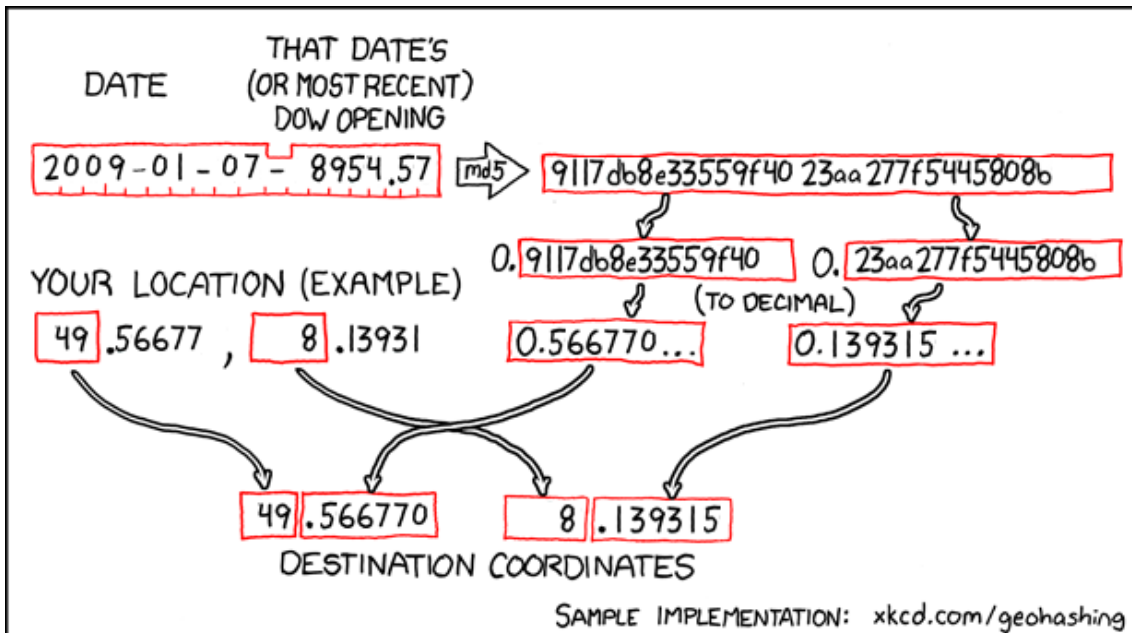 DATE
THAT DATE'S
(OR MOST RECENT)
DOW OPENING
2009-01-07-8954.57
md5
9117db8e33559f40 23aa277f5445808b
0.9117db8e33559f40
0.23aa277f5445808b
(TO DECIMAL)
YOUR LOCATION (EXAMPLE)
49.56677, 8.13931
0.566770...
0.139315...
49.566770
8.139315
DESTINATION COORDINATES
SAMPLE IMPLEMENTATION: xkcd.com/geohashing